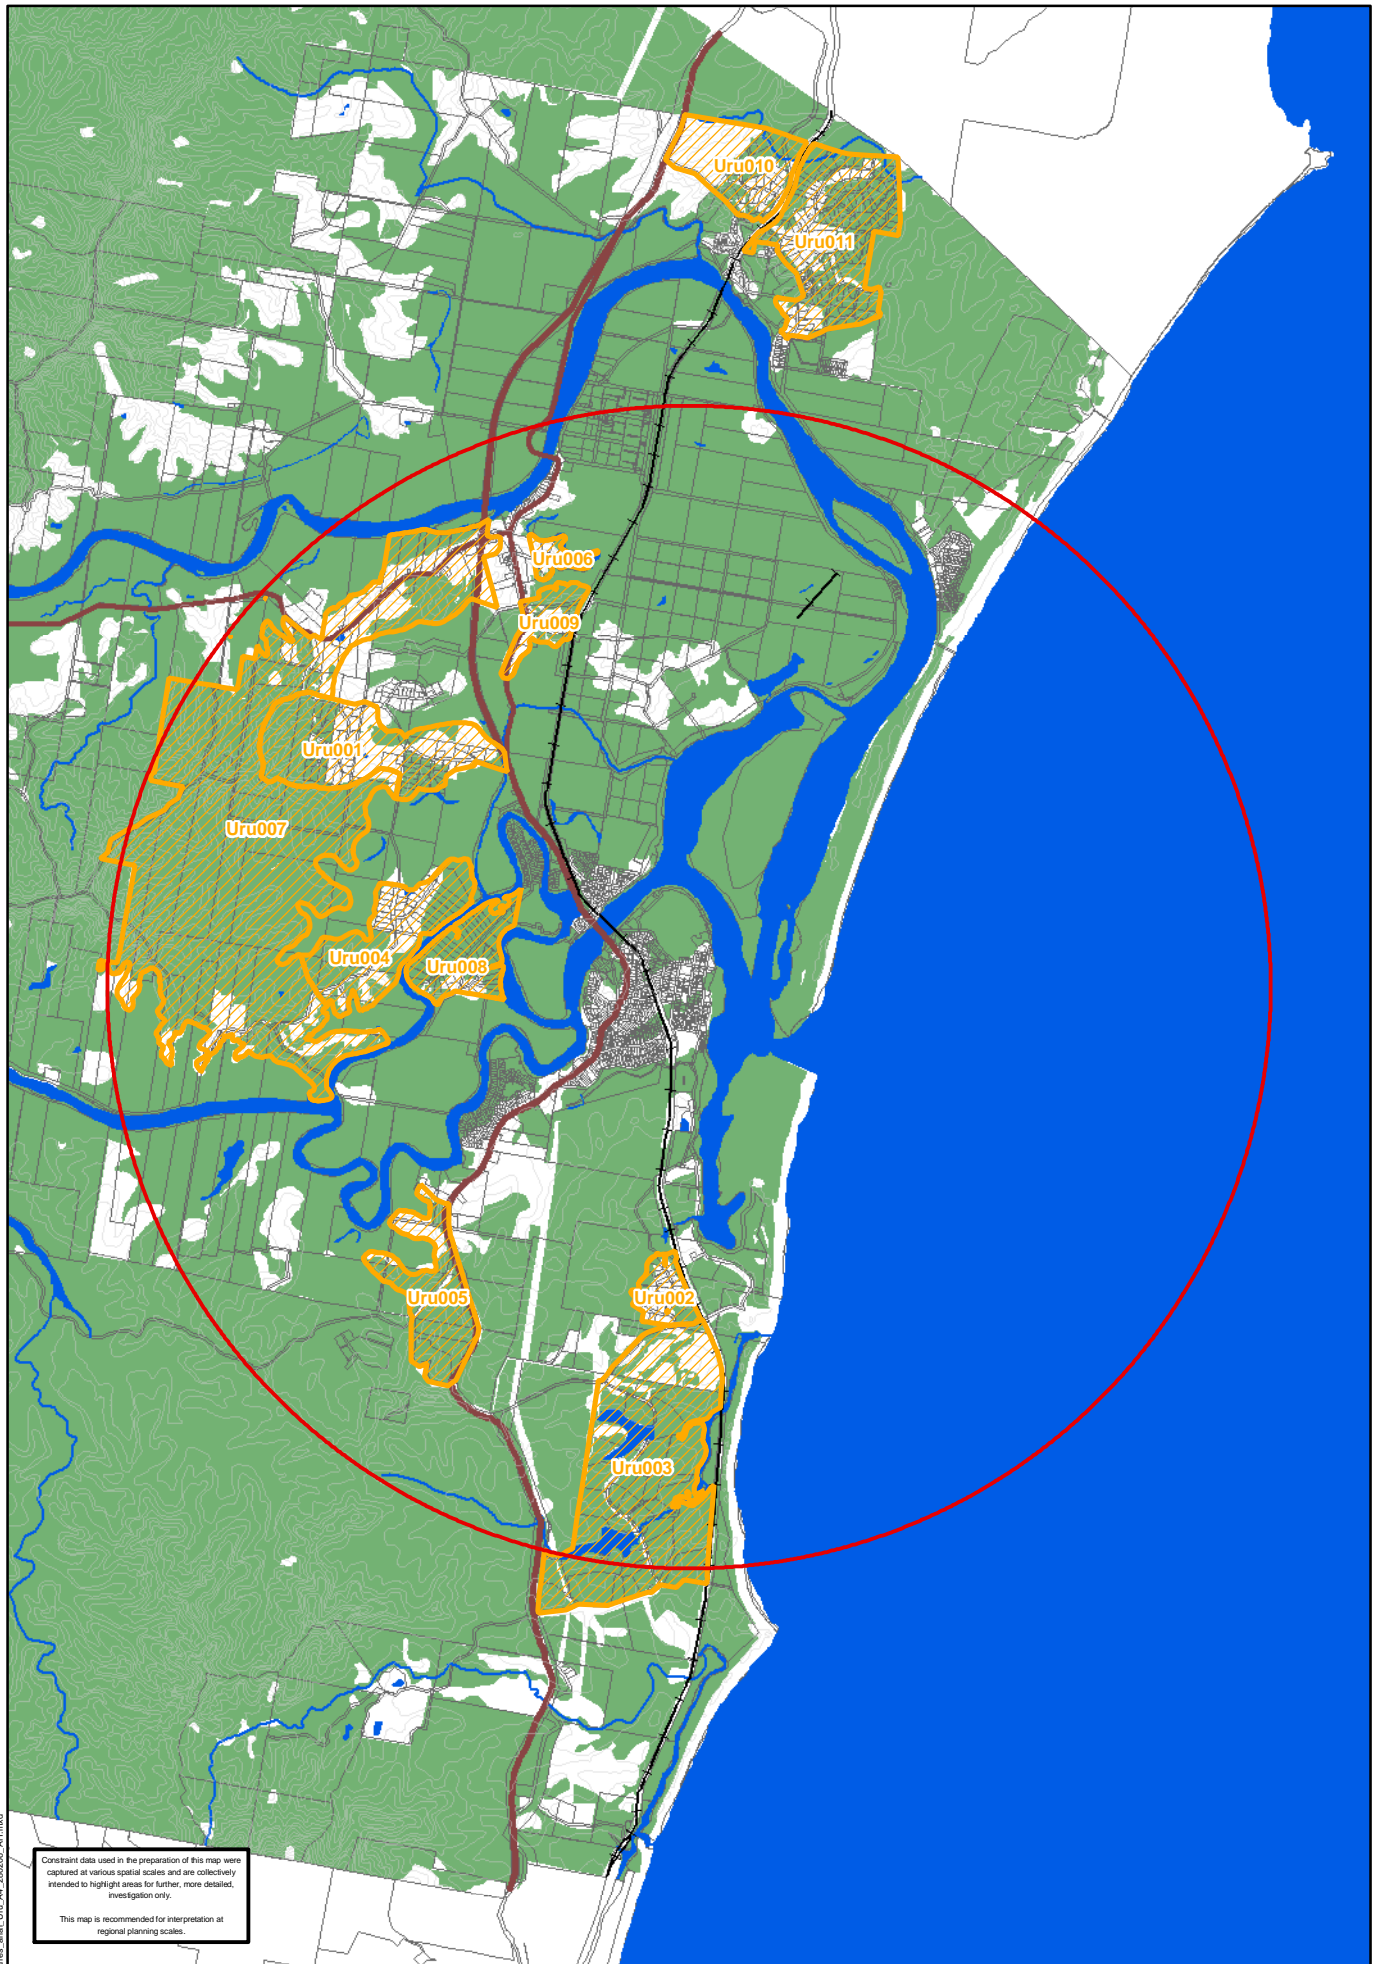 Uru010
Uru011
Uru006
Uru009
Uru001
Uru007
Uru004
Uru008
Uru005
Uru002
Uru003
Constraint data used in the preparation of this map were
captured at various spatial scales and are collectively
intended to highlight areas for further, more detailed,
investigation only.
This map is recommended for interpretation at
regional planning scales.